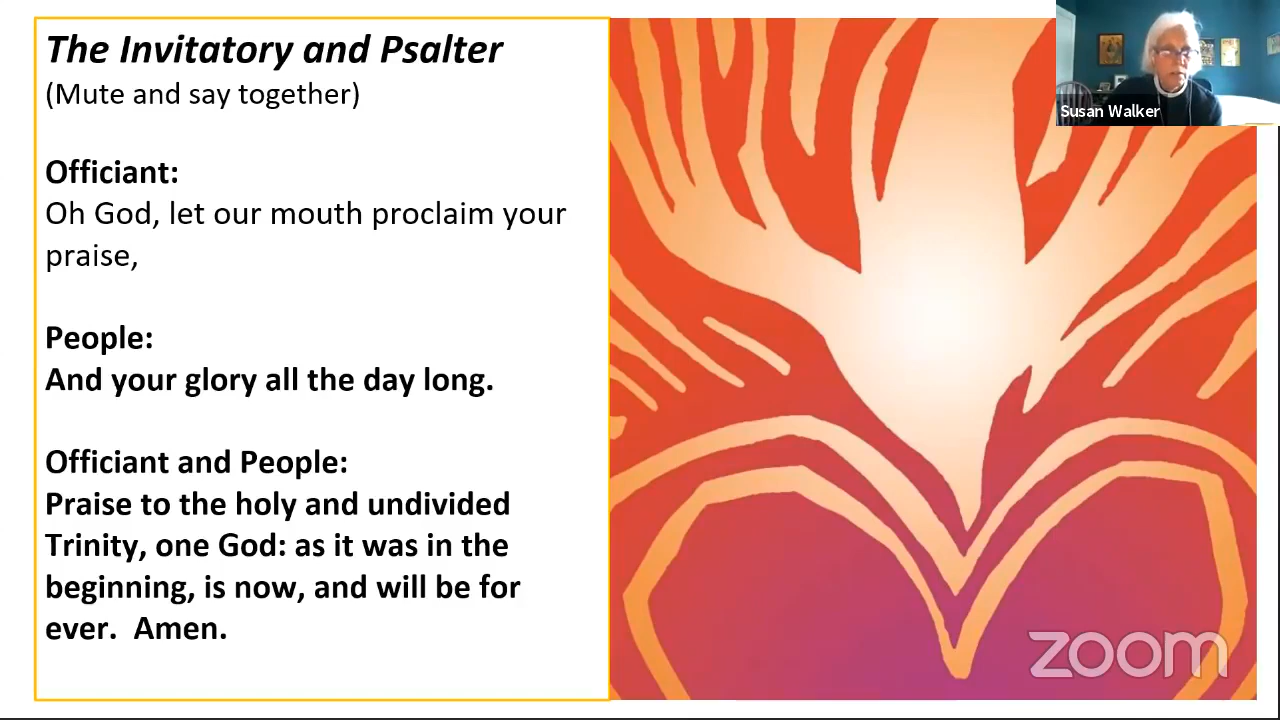 The Invitatory and Psalter
(Mute and say together)
Officiant:
Oh God, let our mouth proclaim your
praise,
People:
And your glory all the day long.
Officiant and People:
Praise to the holy and undivided
Trinity, one God: as it was in the
beginning, is now, and will be for
ever.  Amen.
Susan Walker
zoom